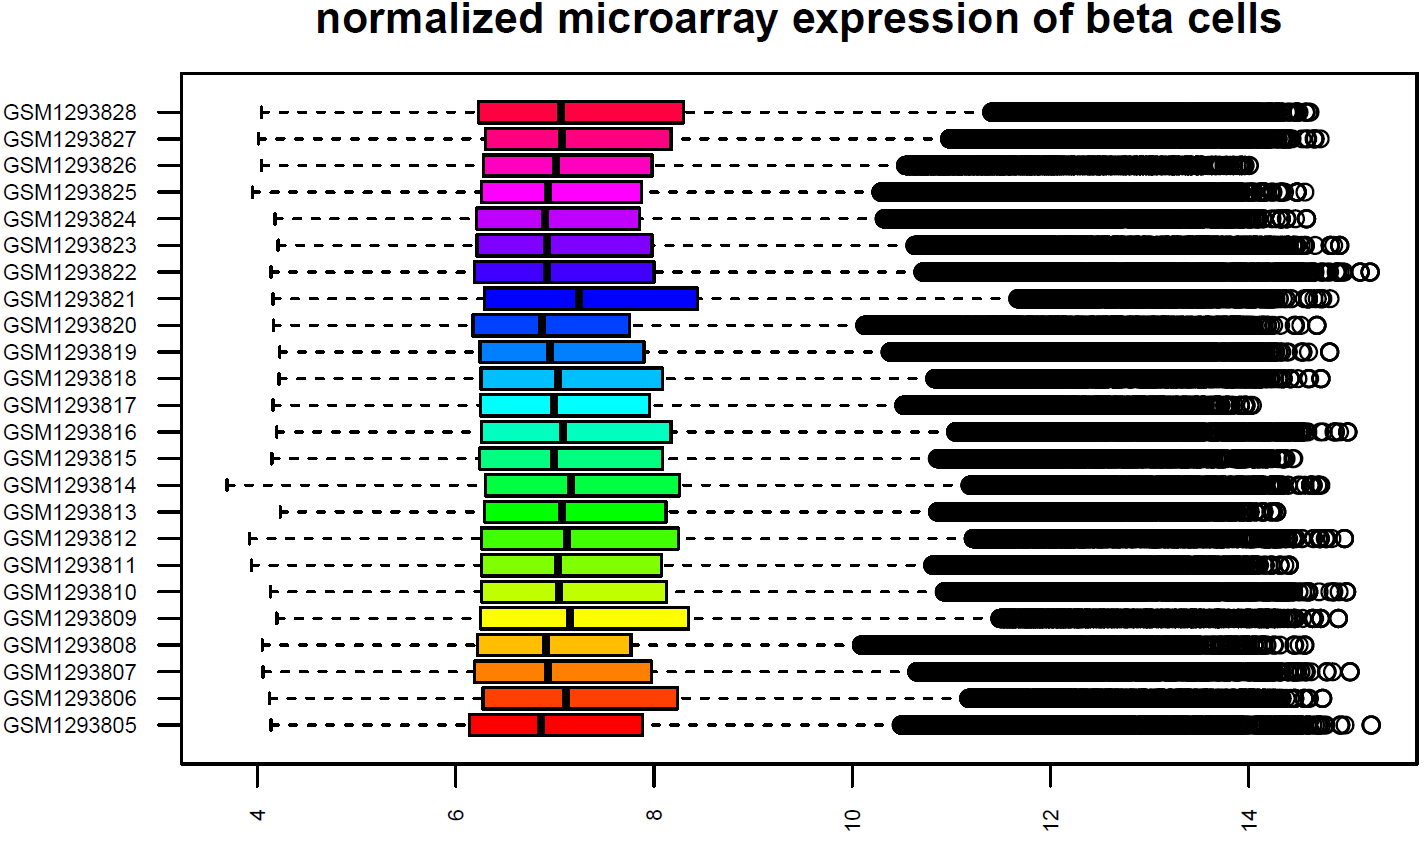 normalized microarray expression of beta cells
GSM1293828
GSM1293827
GSM1293826
GSM1293825
GSM1293824
GSM1293823
GSM1293822
GSM1293821
GSM1293820
GSM1293819
GSM1293818
GSM1293817
GSM1293816
GSM1293815
GSM1293814
GSM1293813
GSM1293812
GSM1293811
GSM1293810
GSM1293809
GSM1293808
GSM1293807
GSM1293806
GSM1293805
4 6 8 10 12 14